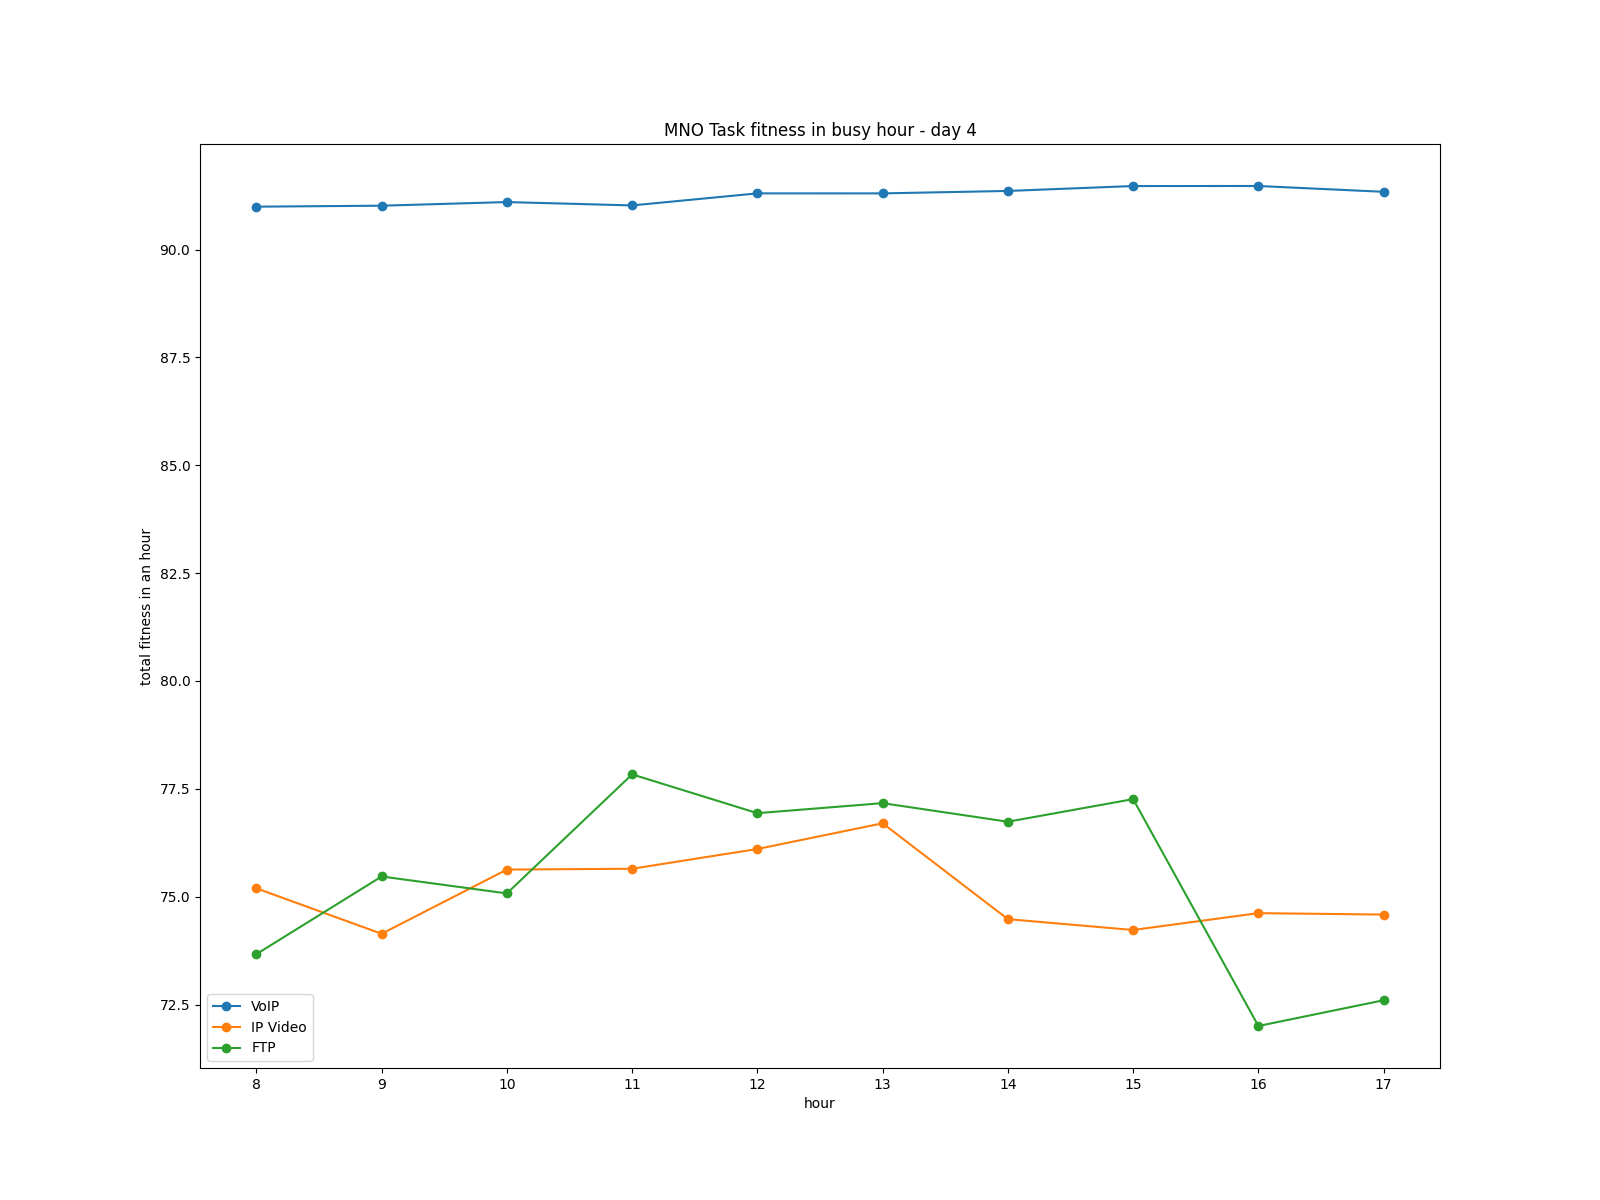 MNO Task fitness in busy hour - day 4
total fitness in an hour
90.0
87.5
85.0
82.5
80.0
77.5
75.0
72.5
VoIP
IP Video
FTP
8 9 10 11 12 13 14 15 16 17
hour